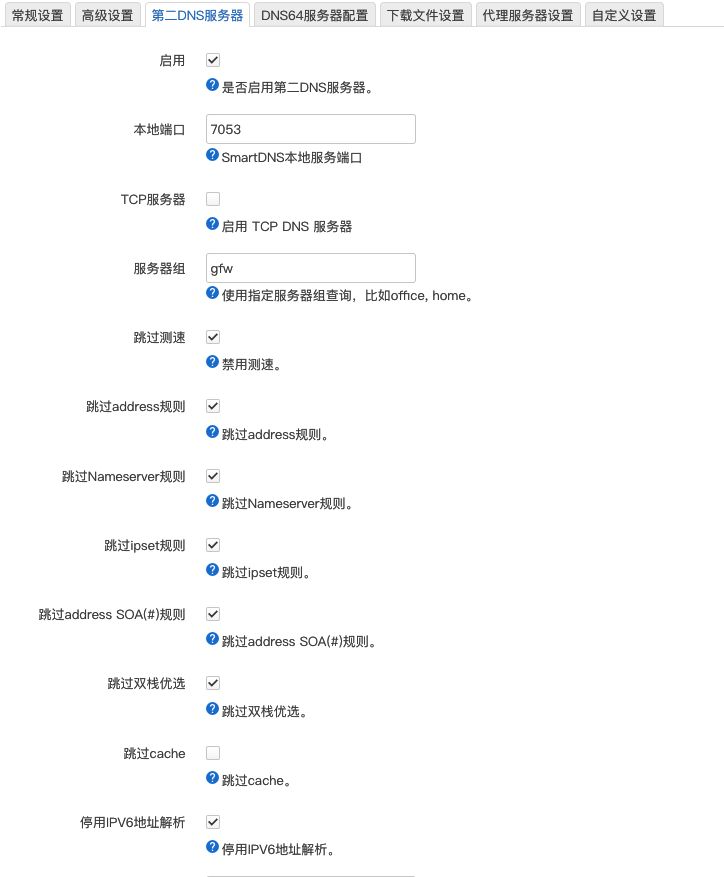 常规设置 高级设置 第二DNS服务器 DNS64服务器配置 下载文件设置 代理服务器设置 自定义设置
启用
是否启用第二DNS服务器。
本地端口 7053
SmartDNS本地服务端口
TCP服务器
启用 TCP DNS 服务器
服务器组 gfw
使用指定服务器组查询，比如office, home。
跳过测速
禁用测速。
跳过address规则
跳过address规则。
跳过Nameserver规则
跳过Nameserver规则。
跳过ipset规则
跳过ipset规则。
跳过address SOA(#)规则
跳过address SOA(#)规则。
跳过双栈优选
跳过双栈优选。
跳过cache
跳过cache。
停用IPV6地址解析
停用IPV6地址解析。